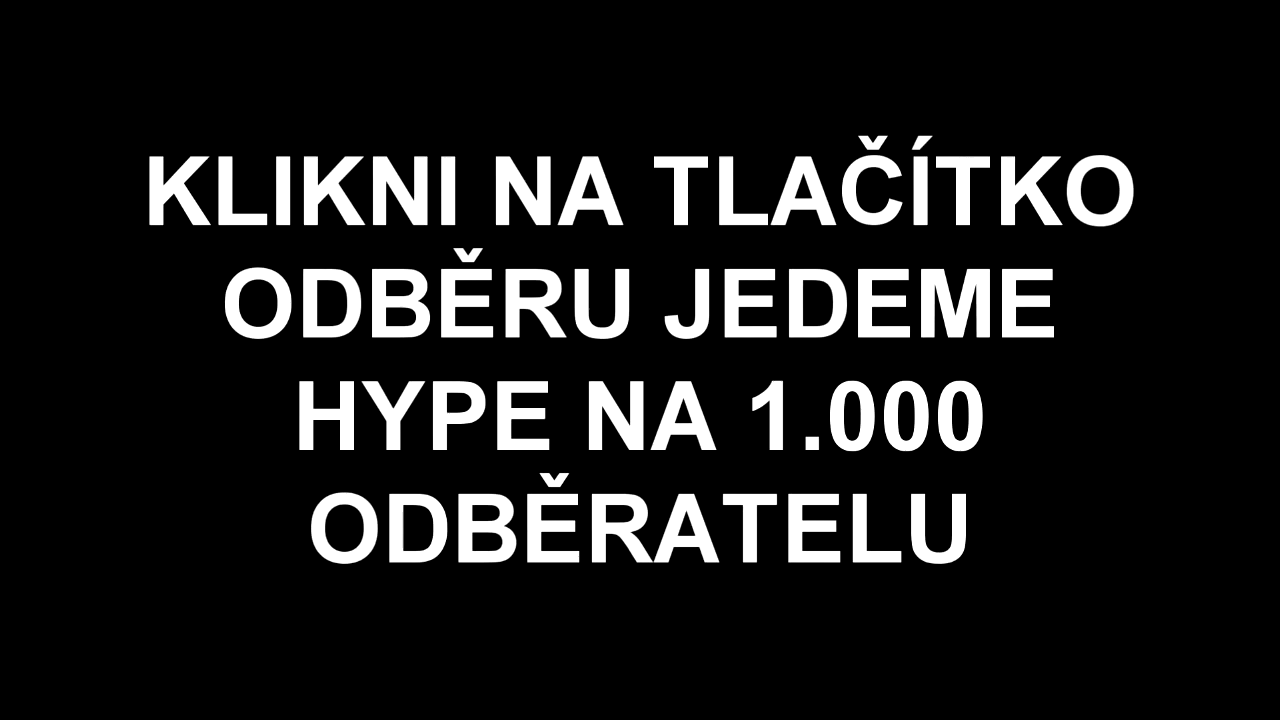 KLIKNI NA TLAČÍTKO
ODBĚRU JEDEME
HYPE NA 1.000
ODBĚRATELU